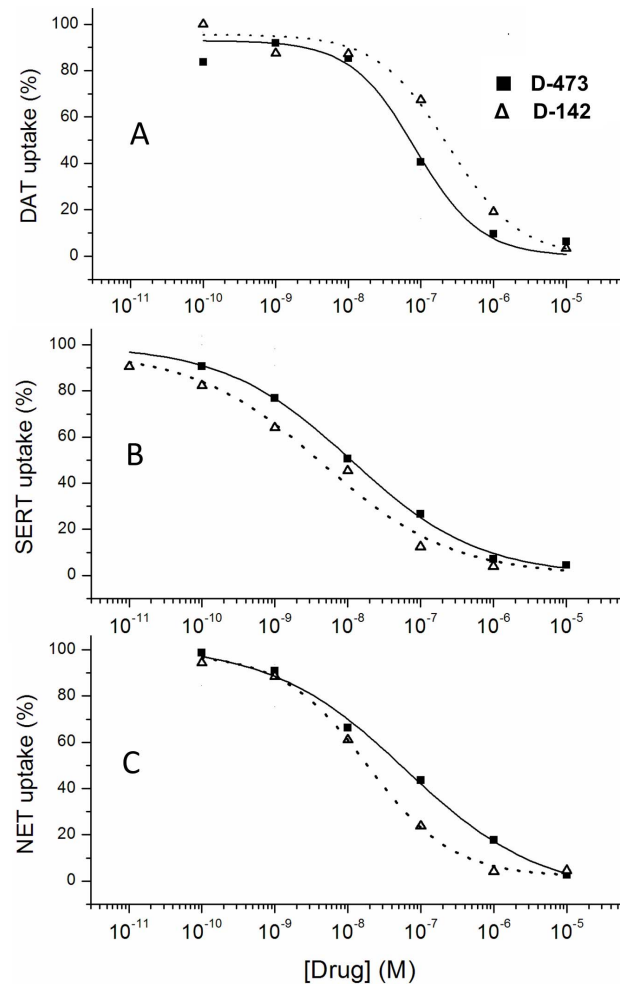 100
80
60
40
20
0
DAT uptake (%)
A
■ D-473
Δ D-142
10⁻¹¹ 10⁻¹⁰ 10⁻⁹ 10⁻⁸ 10⁻⁷ 10⁻⁶ 10⁻⁵
100
80
60
40
20
0
SERT uptake (%)
B
10⁻¹¹ 10⁻¹⁰ 10⁻⁹ 10⁻⁸ 10⁻⁷ 10⁻⁶ 10⁻⁵
100
80
60
40
20
0
NET uptake (%)
C
10⁻¹¹ 10⁻¹⁰ 10⁻⁹ 10⁻⁸ 10⁻⁷ 10⁻⁶ 10⁻⁵
[Drug] (M)